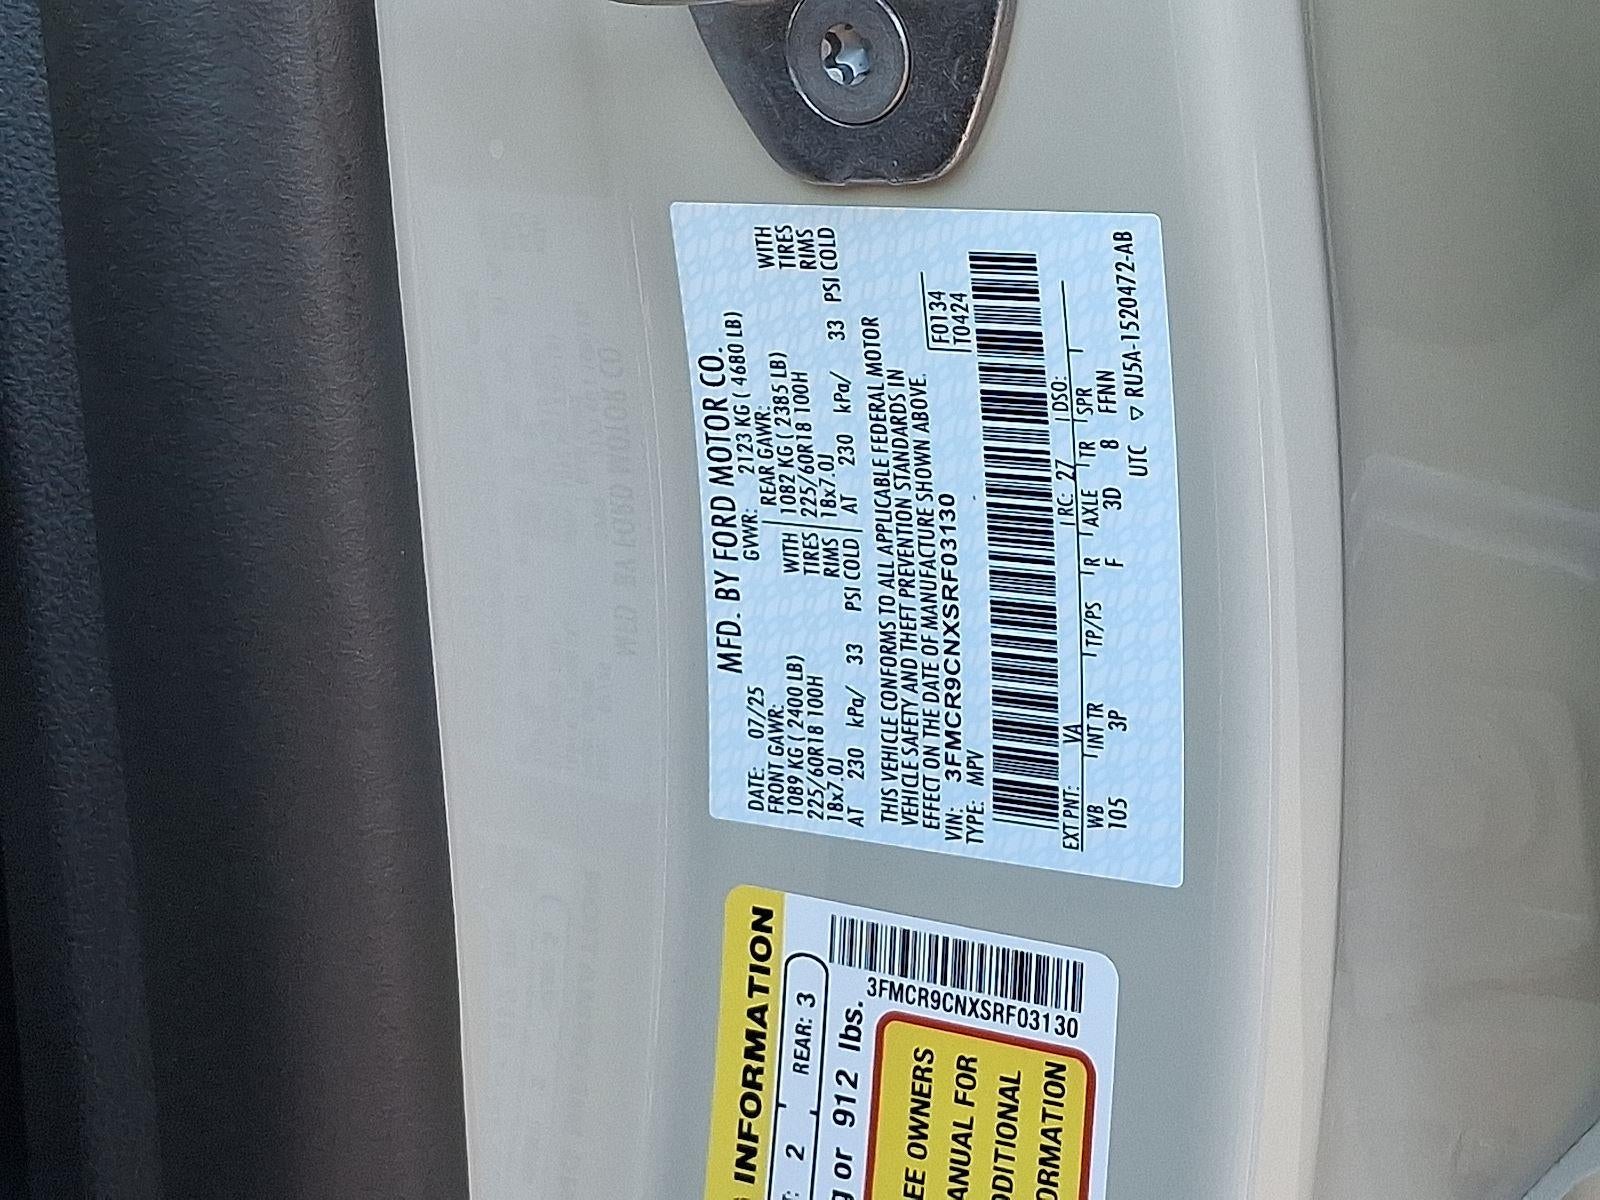 MFD. BY FORD MOTOR CO.
DATE: 07/25 GVWR: 2123 KG ( 4680 LB)
FRONT GAWR: REAR GAWR:
1089 KG ( 2400 LB) WITH 1082 KG ( 2385 LB) WITH
225/60R18 100H TIRES 225/60R18 100H TIRES
18x7.0J RIMS 18x7.0J RIMS
AT 230 kPa/ 33 PSI COLD AT 230 kPa/ 33 PSI COLD
THIS VEHICLE CONFORMS TO ALL APPLICABLE FEDERAL MOTOR
VEHICLE SAFETY AND THEFT PREVENTION STANDARDS IN
EFFECT ON THE DATE OF MANUFACTURE SHOWN ABOVE.
VIN: 3FMCR9CNXSRF03130 F0134
TYPE: MPV T0424
EXT PNT: VA RC: 27 DSO:
WB INT TR TP/PS R AXLE TR SPR
105 3P F 3D 8 FFNN
UTC ▽ RU5A-1520472-AB
INFORMATION
2 REAR: 3
g or 912 lbs.
3FMCR9CNXSRF03130
EE OWNERS
ANUAL FOR
DDITIONAL
ORMATION